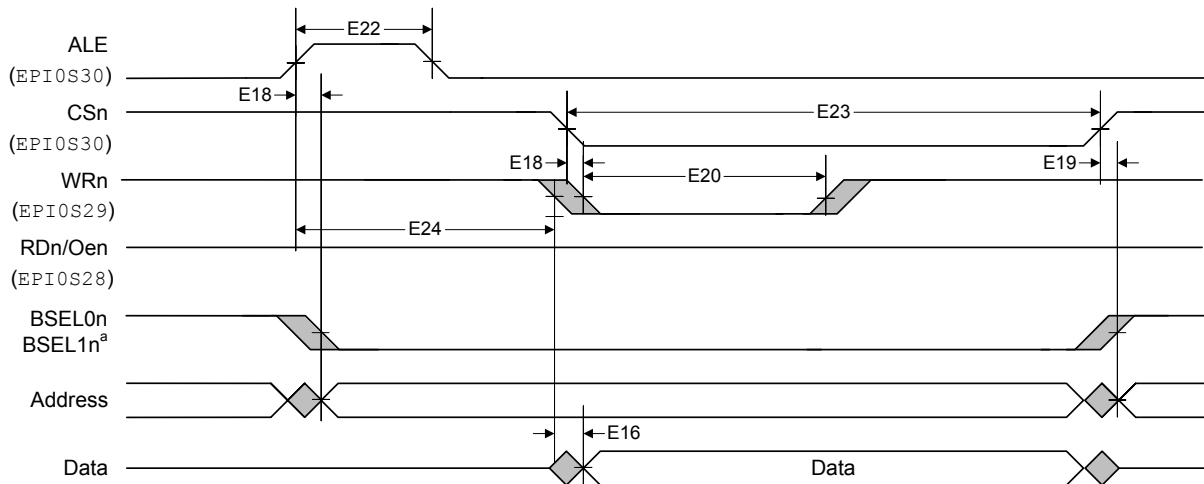 E22
ALE
(EPI0S30)
E18
CSn
E23
(EPI0S30)
E18
E19
WRn
E20
(EPI0S29)
E24
RDn/Oen
(EPI0S28)
BSEL0n
BSEL1nᵃ
Address
E16
Data
Data